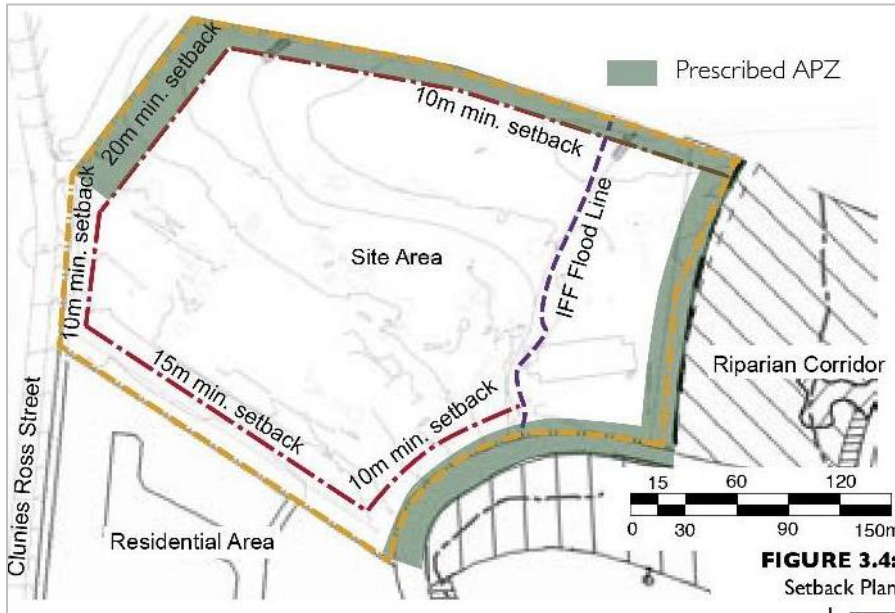 Prescribed APZ
20m min. setback
10m min. setback
10m min. setback
IFF Flood Line
Site Area
Riparian Corridor
15m min. setback
10m min. setback
Clunies Ross Street
Residential Area
15 60 120
0 30 90 150m
FIGURE 3.4:
Setback Plan